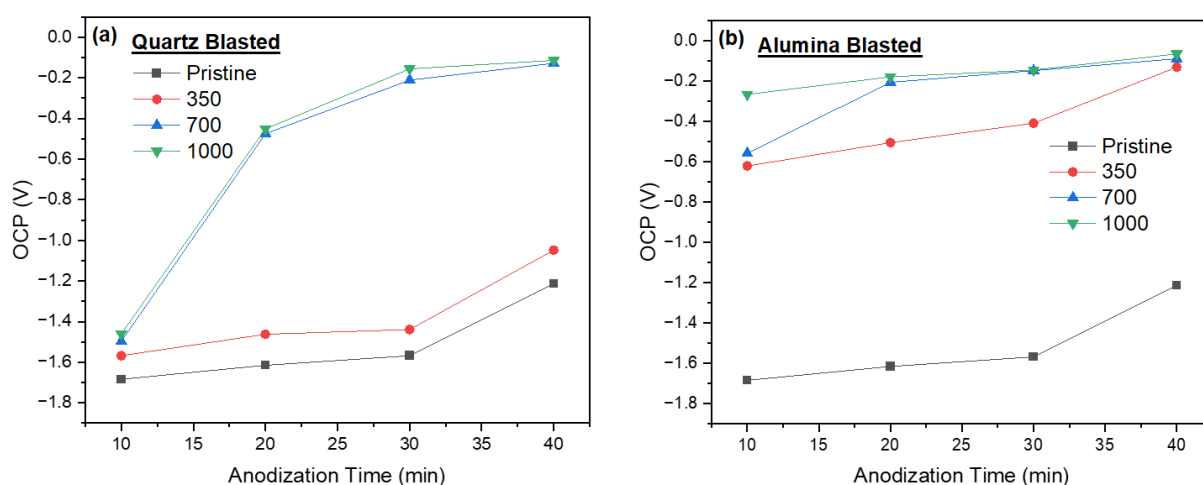 (a) Quartz Blasted
Pristine
350
700
1000
0.0
−0.2
−0.4
−0.6
−0.8
−1.0
−1.2
−1.4
−1.6
−1.8
OCP (V)
10 15 20 25 30 35 40
Anodization Time (min)
(b) Alumina Blasted
Pristine
350
700
1000
0.0
−0.2
−0.4
−0.6
−0.8
−1.0
−1.2
−1.4
−1.6
−1.8
OCP (V)
10 15 20 25 30 35 40
Anodization Time (min)